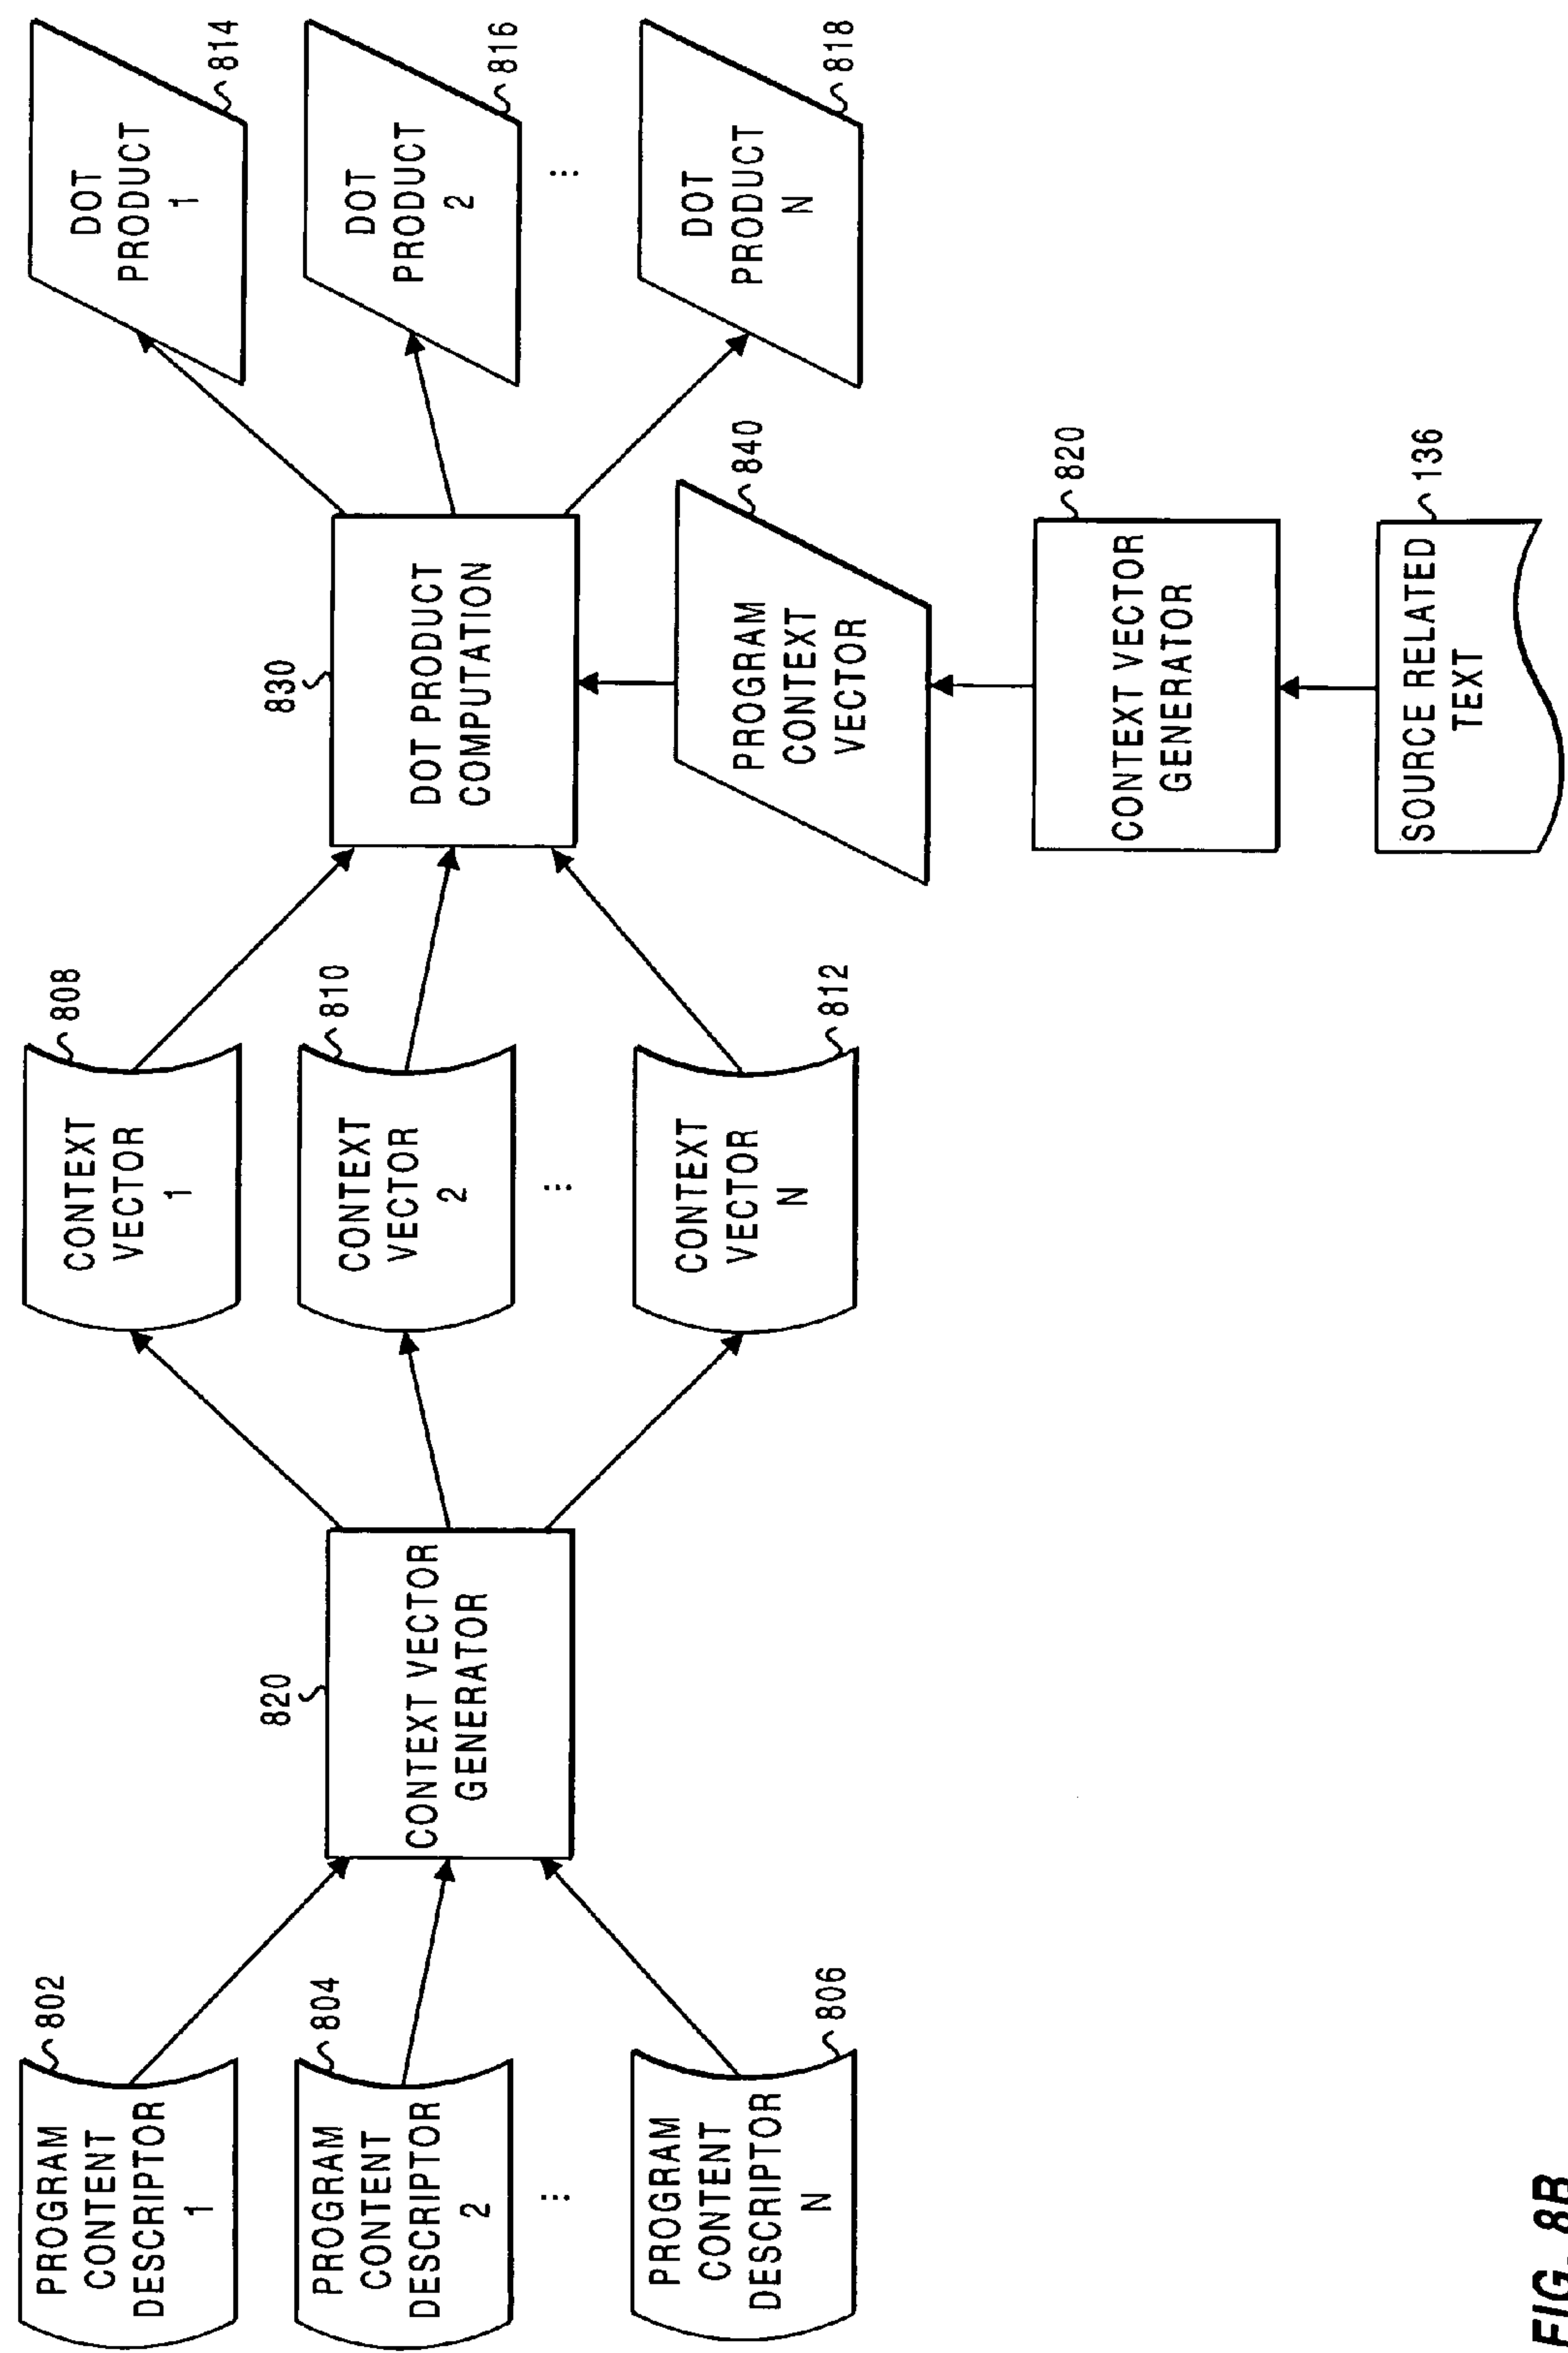 PROGRAM
CONTENT
DESCRIPTOR
1
802
PROGRAM
CONTENT
DESCRIPTOR
2
804
⋮
PROGRAM
CONTENT
DESCRIPTOR
N
806
820
CONTEXT VECTOR
GENERATOR
CONTEXT
VECTOR
1
808
CONTEXT
VECTOR
2
810
⋮
CONTEXT
VECTOR
N
812
830
DOT PRODUCT
COMPUTATION
PROGRAM
CONTEXT
VECTOR
840
CONTEXT VECTOR
GENERATOR
820
SOURCE RELATED
TEXT
136
DOT
PRODUCT
1
814
DOT
PRODUCT
2
816
⋮
DOT
PRODUCT
N
818
FIG. 8B